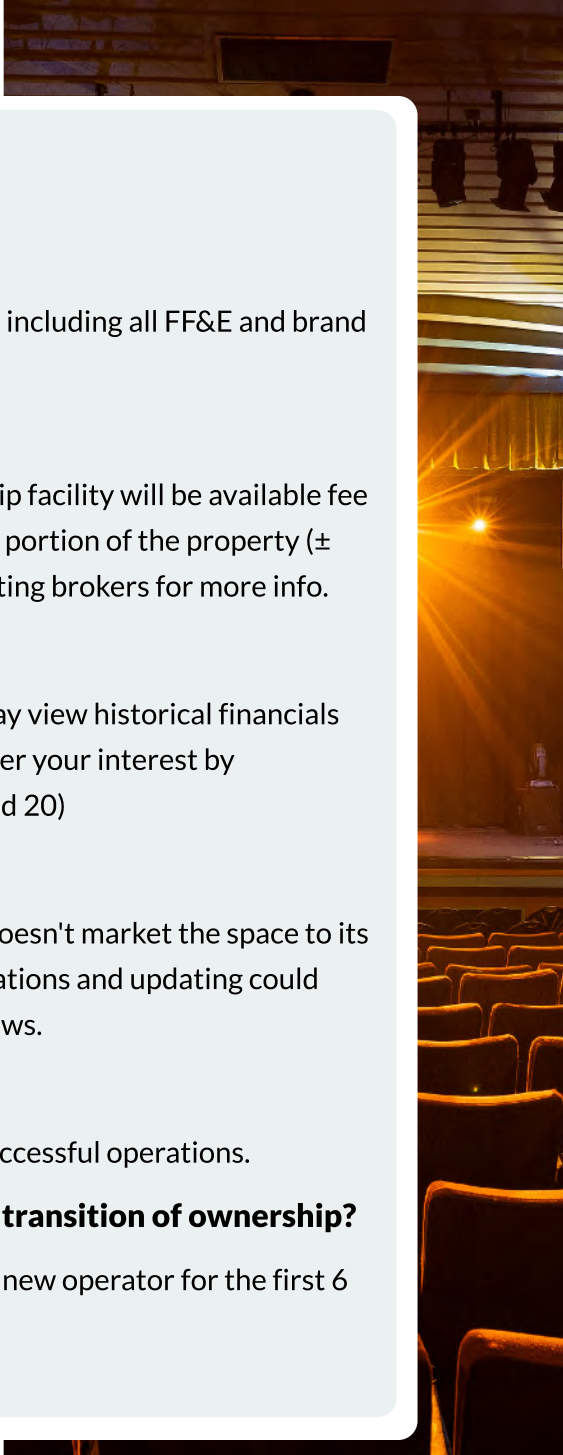 including all FF&E and brand
ip facility will be available fee
portion of the property (±
ting brokers for more info.
ay view historical financials
er your interest by
d 20)
oesn't market the space to its
ations and updating could
ws.
ccessful operations.
transition of ownership?
new operator for the first 6